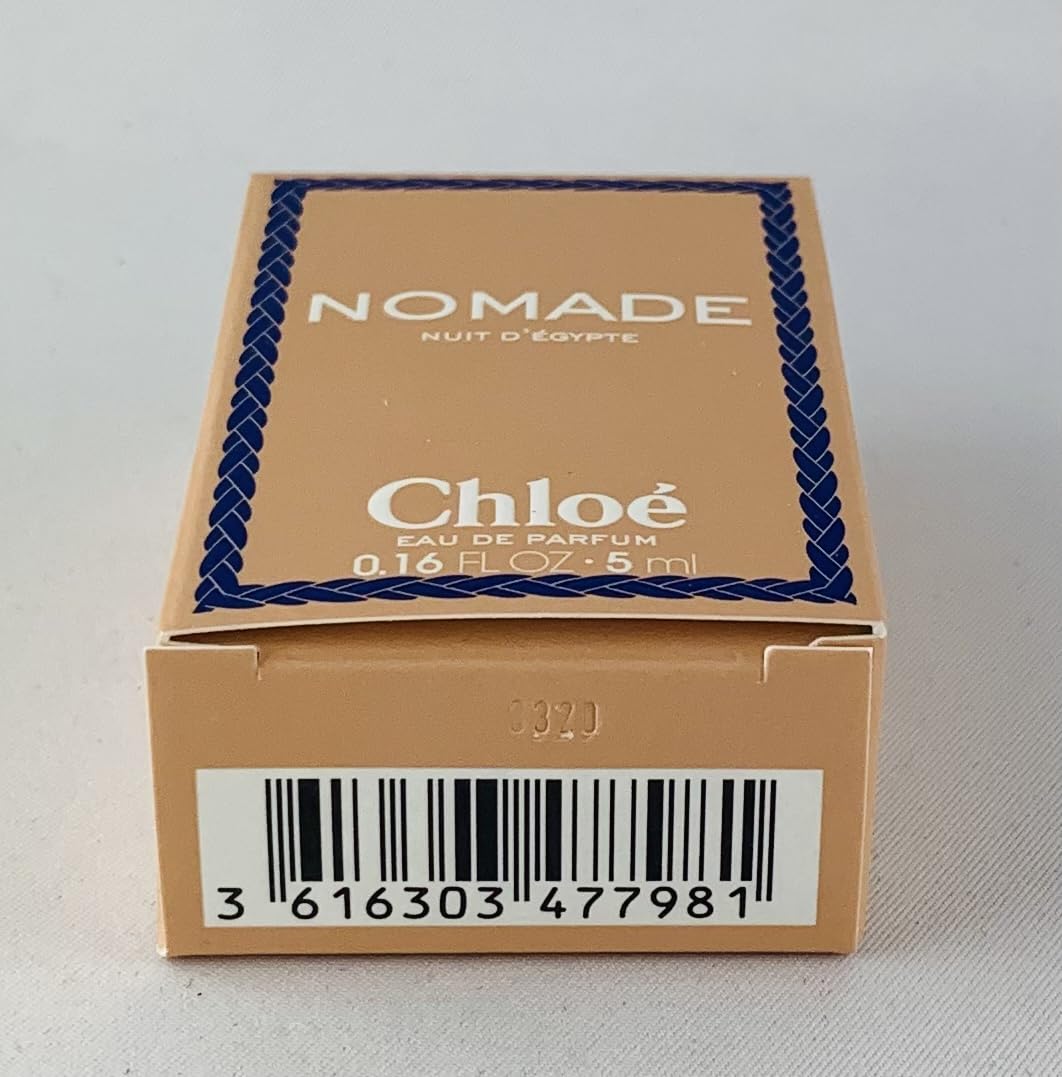 NOMADE
NUIT D'ÉGYPTE
Chloé
EAU DE PARFUM
0.16 FL OZ · 5 ml
3 616303 477981